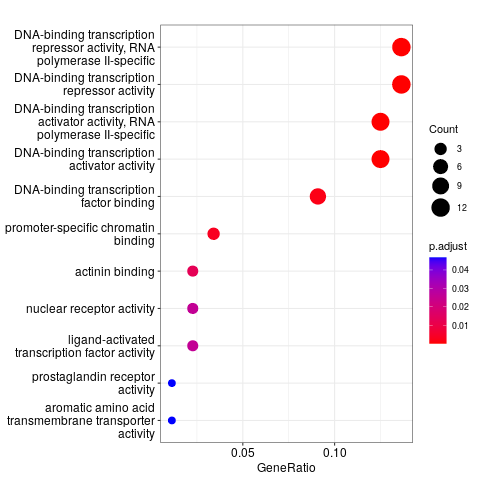 DNA-binding transcription
repressor activity, RNA
polymerase II-specific
DNA-binding transcription
repressor activity
DNA-binding transcription
activator activity, RNA
polymerase II-specific
DNA-binding transcription
activator activity
DNA-binding transcription
factor binding
promoter-specific chromatin
binding
actinin binding
nuclear receptor activity
ligand-activated
transcription factor activity
prostaglandin receptor
activity
aromatic amino acid
transmembrane transporter
activity
0.05 0.10
GeneRatio
Count
3
6
9
12
p.adjust
0.04
0.03
0.02
0.01